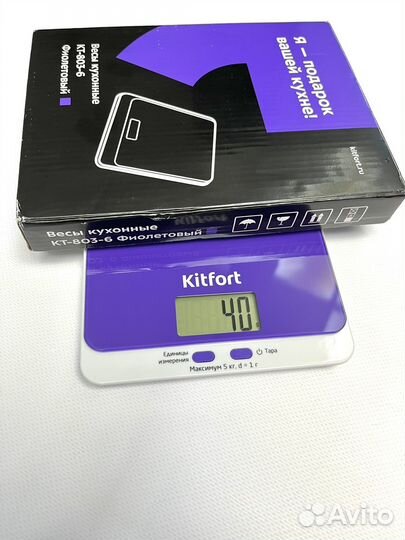 Я – подарок
вашей кухне!
kitfort.ru
Весы кухонные
КТ-803-6
Фиолетовый
Kitfort
Весы кухонные
КТ-803-6 Фиолетовый
Kitfort
40
Единицы
измерения
Тара
Максимум 5 кг, d = 1 г
Avito